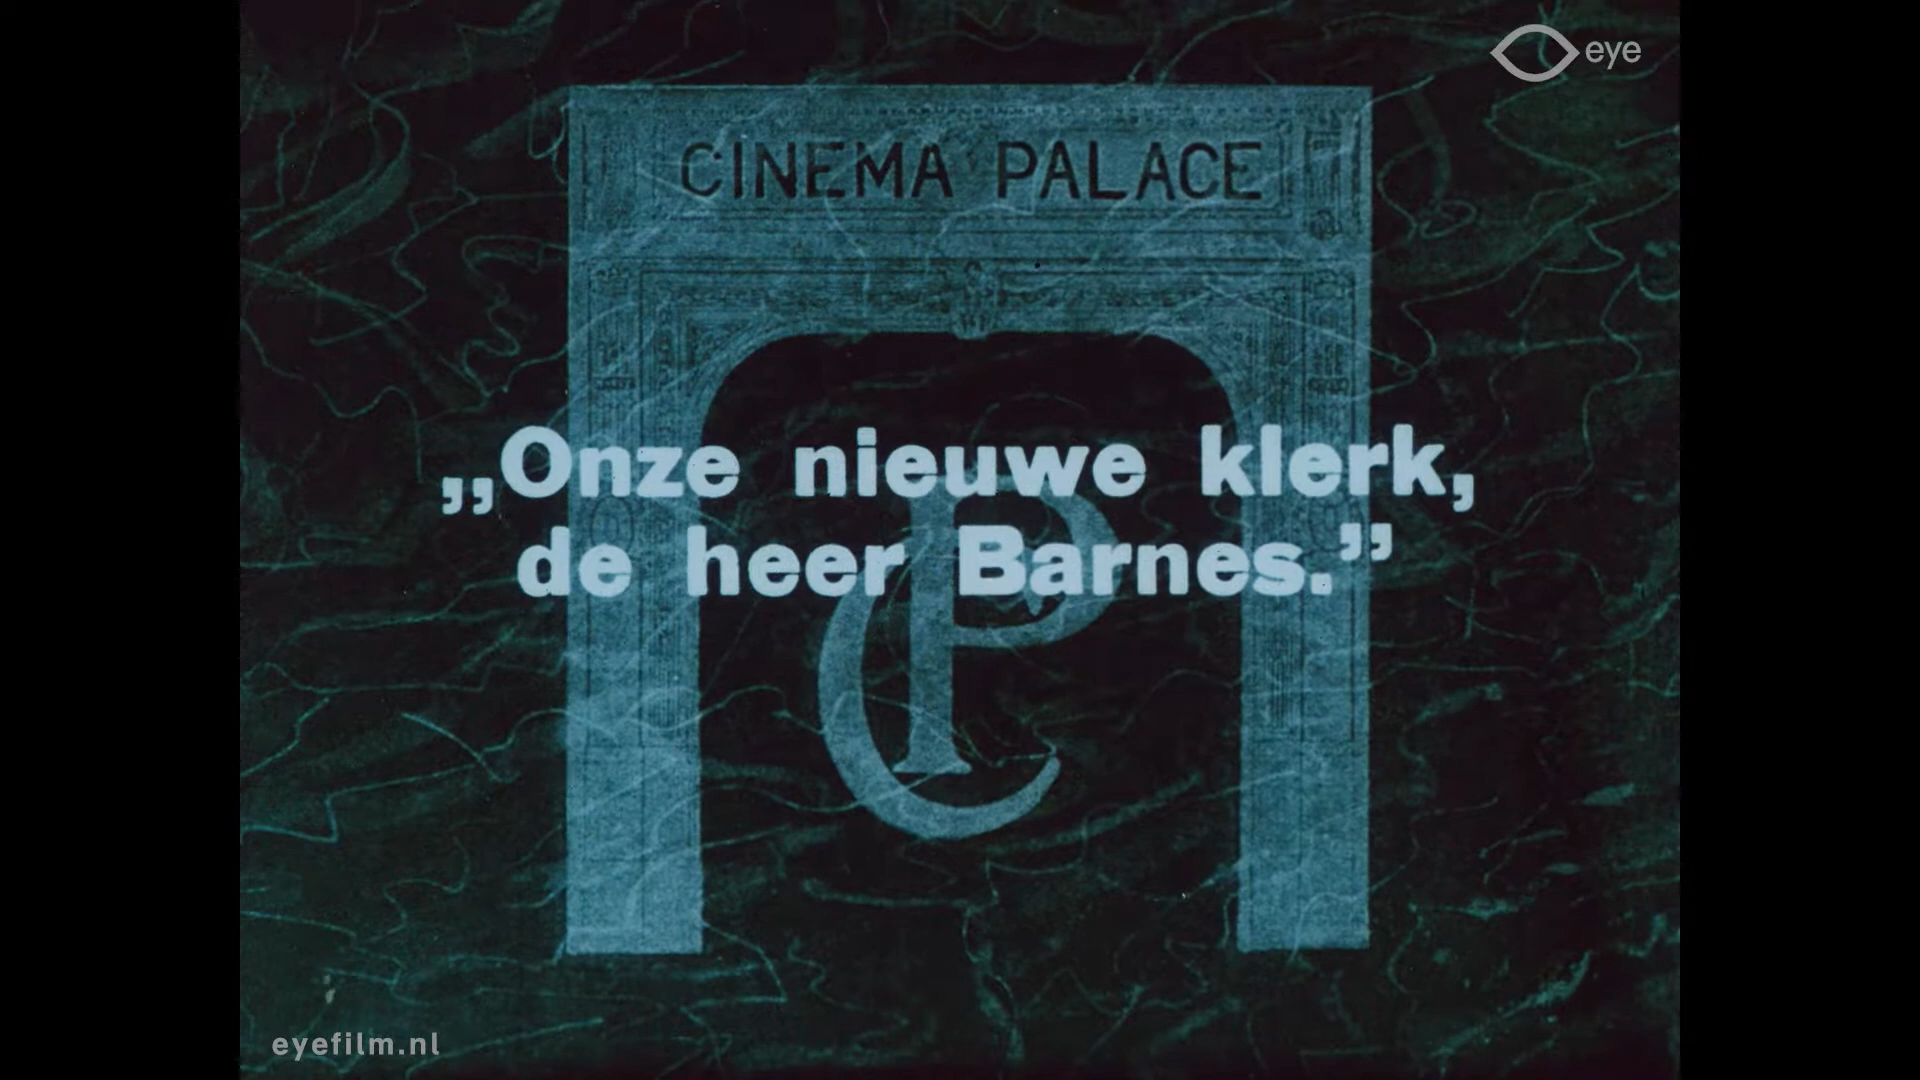 eye
CINEMA PALACE
„Onze nieuwe klerk,
de heer Barnes.”
CP
eyefilm.nl